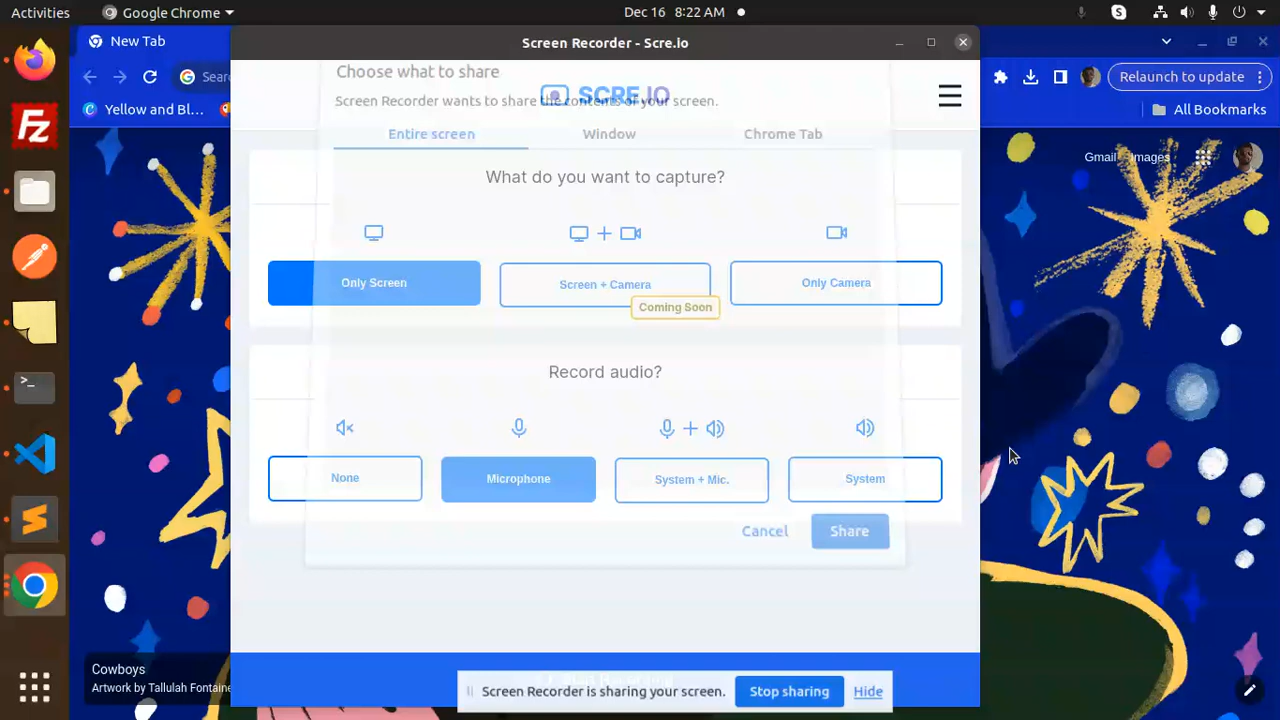 Activities
Google Chrome
Dec 16 8:22 AM
New Tab
Screen Recorder - Scre.io
Sear
Relaunch to update
Choose what to share
SCRE.IO
Screen Recorder wants to share the contents of your screen.
Yellow and Bl...
All Bookmarks
Entire screen
Window
Chrome Tab
Gmail
Images
What do you want to capture?
Only Screen
Screen + Camera
Only Camera
Coming Soon
Record audio?
None
Microphone
System + Mic.
System
Cancel
Share
Cowboys
Artwork by Tallulah Fontaine
Start Recording
Screen Recorder is sharing your screen.
Stop sharing
Hide